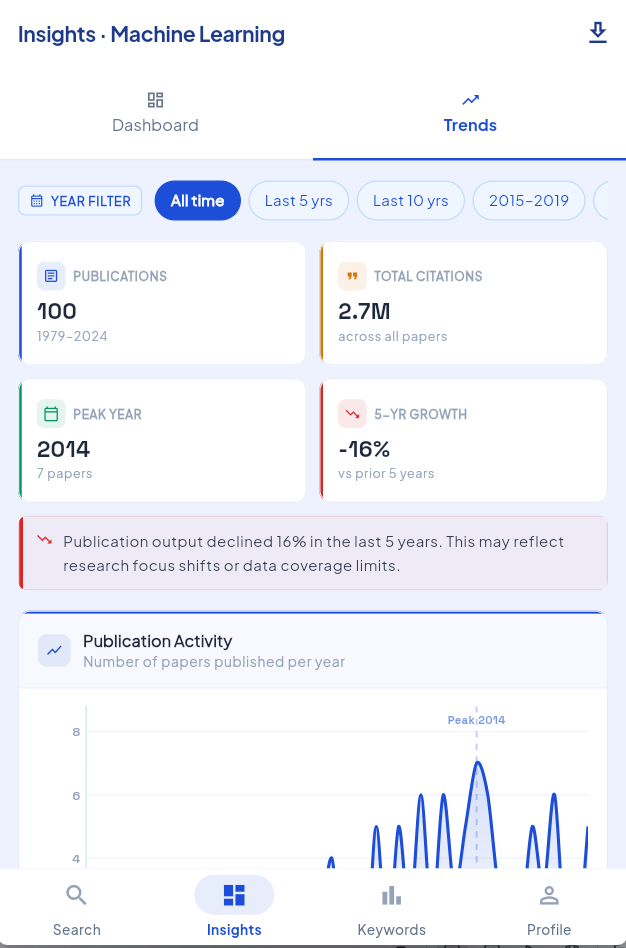 Insights · Machine Learning
Dashboard
Trends
YEAR FILTER
All time
Last 5 yrs
Last 10 yrs
2015–2019
PUBLICATIONS
100
1979–2024
TOTAL CITATIONS
2.7M
across all papers
PEAK YEAR
2014
7 papers
5-YR GROWTH
-16%
vs prior 5 years
Publication output declined 16% in the last 5 years. This may reflect
research focus shifts or data coverage limits.
Publication Activity
Number of papers published per year
Peak 2014
8
6
4
Search
Insights
Keywords
Profile